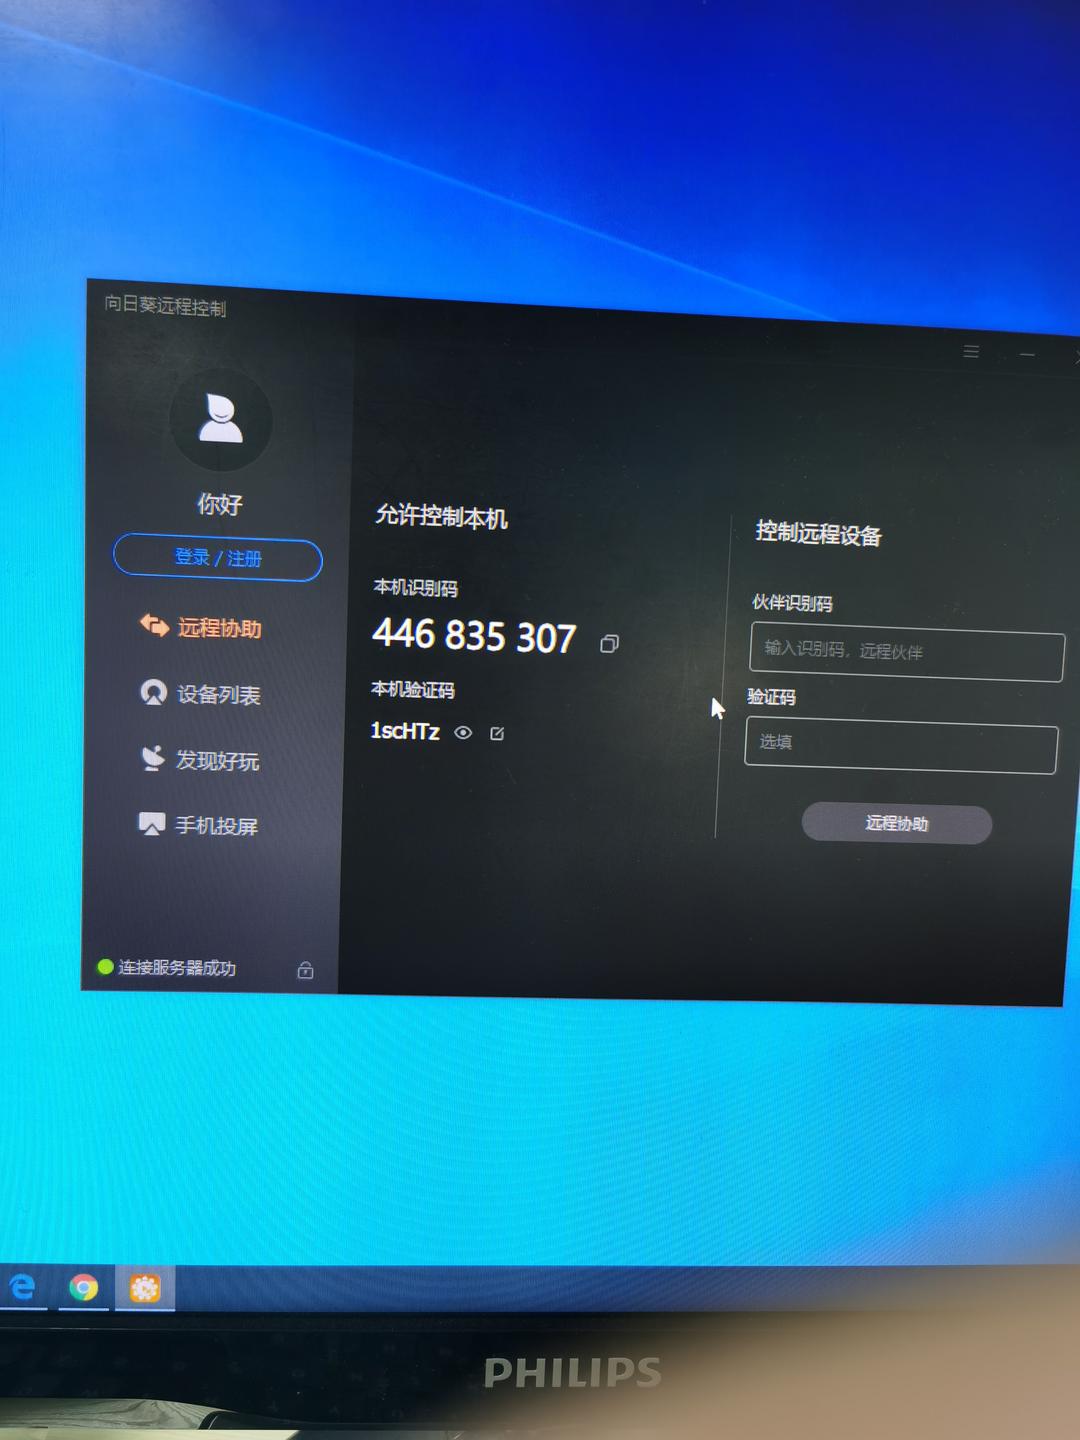 向日葵远程控制
你好
登录 / 注册
远程协助
设备列表
发现好玩
手机投屏
连接服务器成功
允许控制本机
本机识别码
446 835 307
本机验证码
1scHTz
控制远程设备
伙伴识别码
输入识别码，远程伙伴
验证码
选填
远程协助
PHILIPS